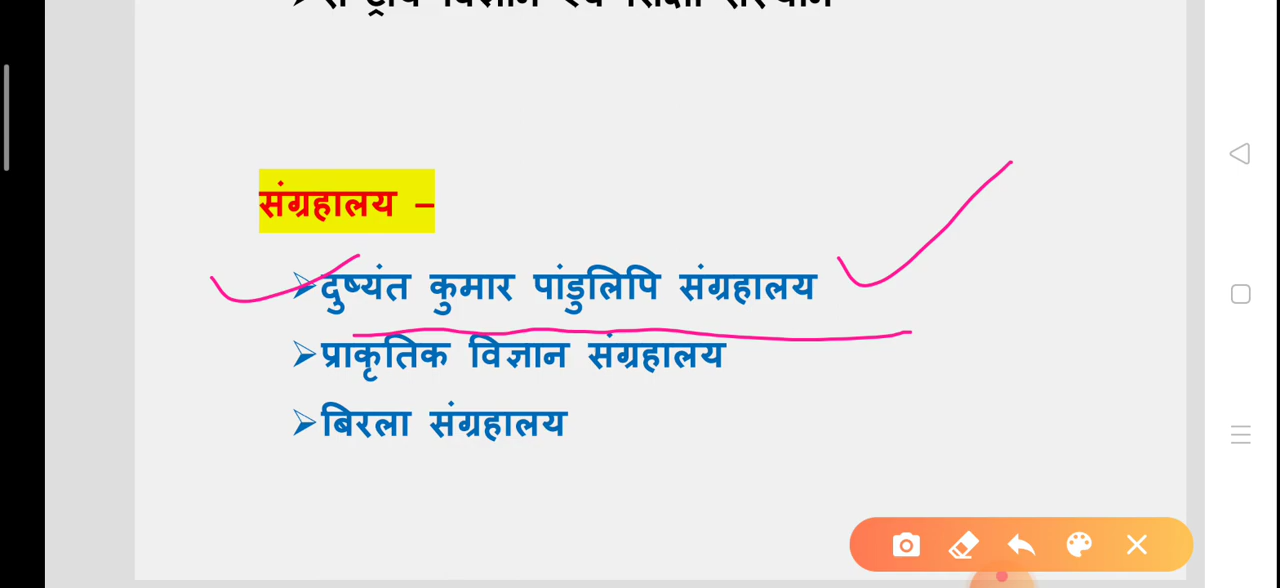 संग्रहालय –
➢दुष्यंत कुमार पांडुलिपि संग्रहालय
➢प्राकृतिक विज्ञान संग्रहालय
➢बिरला संग्रहालय